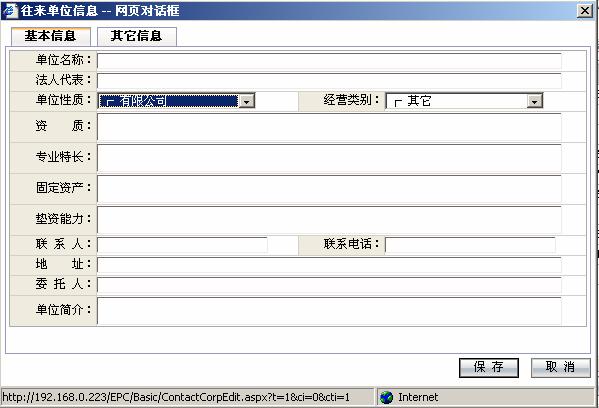 往来单位信息 -- 网页对话框
基本信息 其它信息
单位名称：
法人代表：
单位性质： ┏ 有限公司 经营类别： ┏ 其它
资 质：
专业特长：
固定资产：
垫资能力：
联 系 人： 联系电话：
地 址：
委 托 人：
单位简介：
保 存 取 消
http://192.168.0.223/EPC/Basic/ContactCorpEdit.aspx?t=1&ci=0&cti=1 Internet